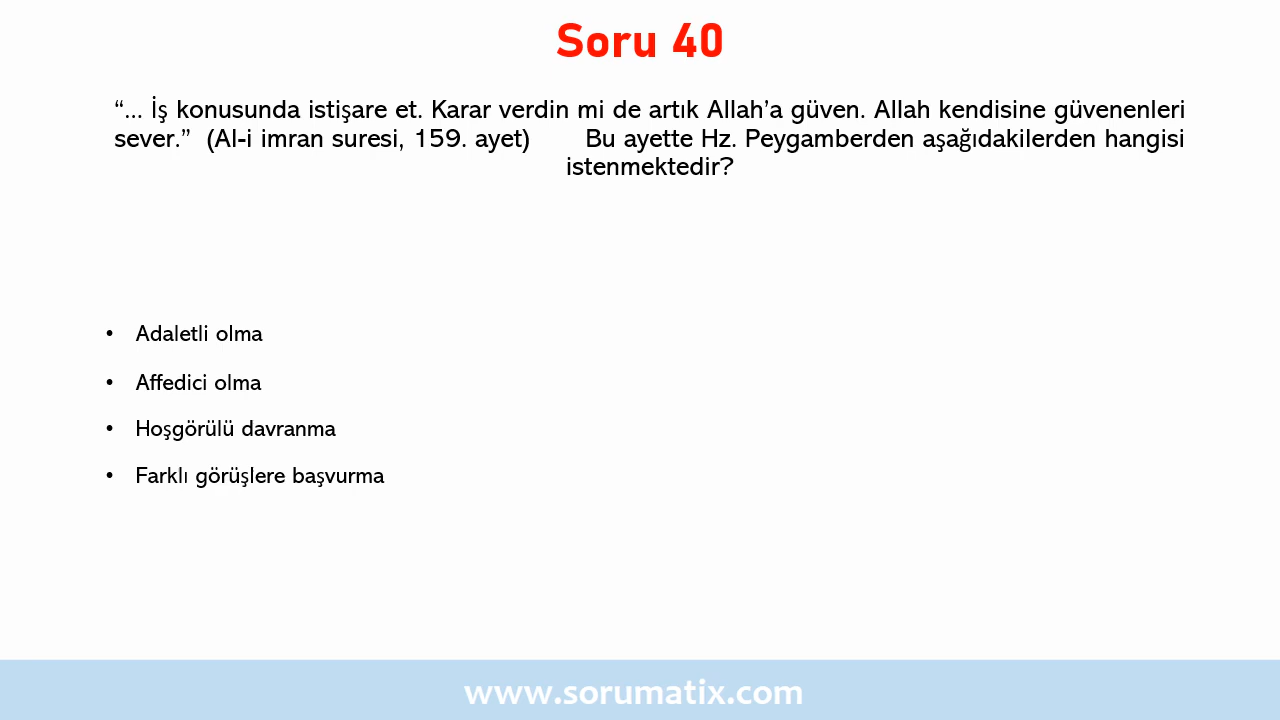 Soru 40
“... İş konusunda istişare et. Karar verdin mi de artık Allah’a güven. Allah kendisine güvenenleri
sever.” (Al-i imran suresi, 159. ayet) Bu ayette Hz. Peygamberden aşağıdakilerden hangisi
istenmektedir?
• Adaletli olma
• Affedici olma
• Hoşgörülü davranma
• Farklı görüşlere başvurma
www.sorumatix.com